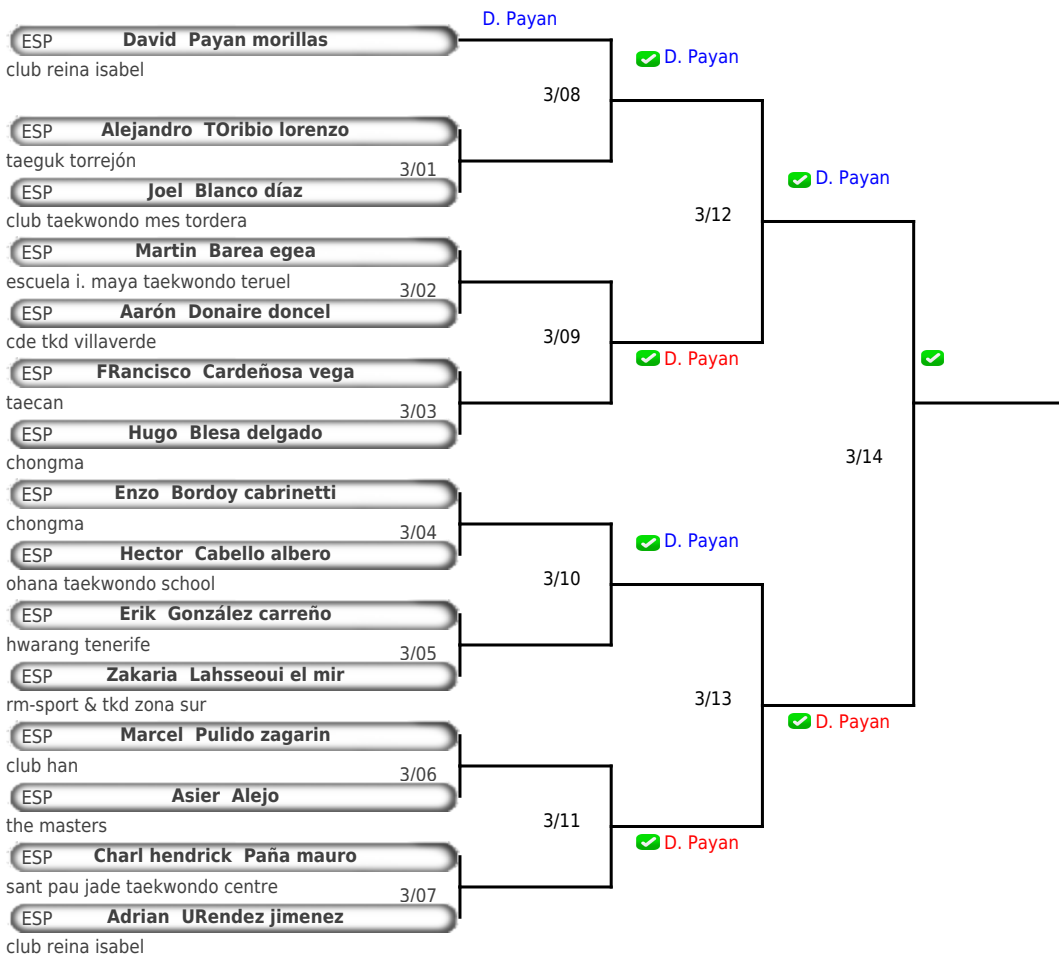 D. Payan
ESP David Payan morillas
club reina isabel
D. Payan
3/08
ESP Alejandro TOribio lorenzo
taeguk torrejón
3/01
ESP Joel Blanco díaz
club taekwondo mes tordera
D. Payan
3/12
ESP Martin Barea egea
escuela i. maya taekwondo teruel
3/02
ESP Aarón Donaire doncel
cde tkd villaverde
3/09
D. Payan
ESP FRancisco Cardeñosa vega
taecan
3/03
ESP Hugo Blesa delgado
chongma
3/14
ESP Enzo Bordoy cabrinetti
chongma
3/04
D. Payan
ESP Hector Cabello albero
ohana taekwondo school
3/10
ESP Erik González carreño
hwarang tenerife
3/05
ESP Zakaria Lahsseoui el mir
rm-sport & tkd zona sur
3/13
D. Payan
ESP Marcel Pulido zagarin
club han
3/06
ESP Asier Alejo
the masters
3/11
D. Payan
ESP Charl hendrick Paña mauro
sant pau jade taekwondo centre
3/07
ESP Adrian URendez jimenez
club reina isabel